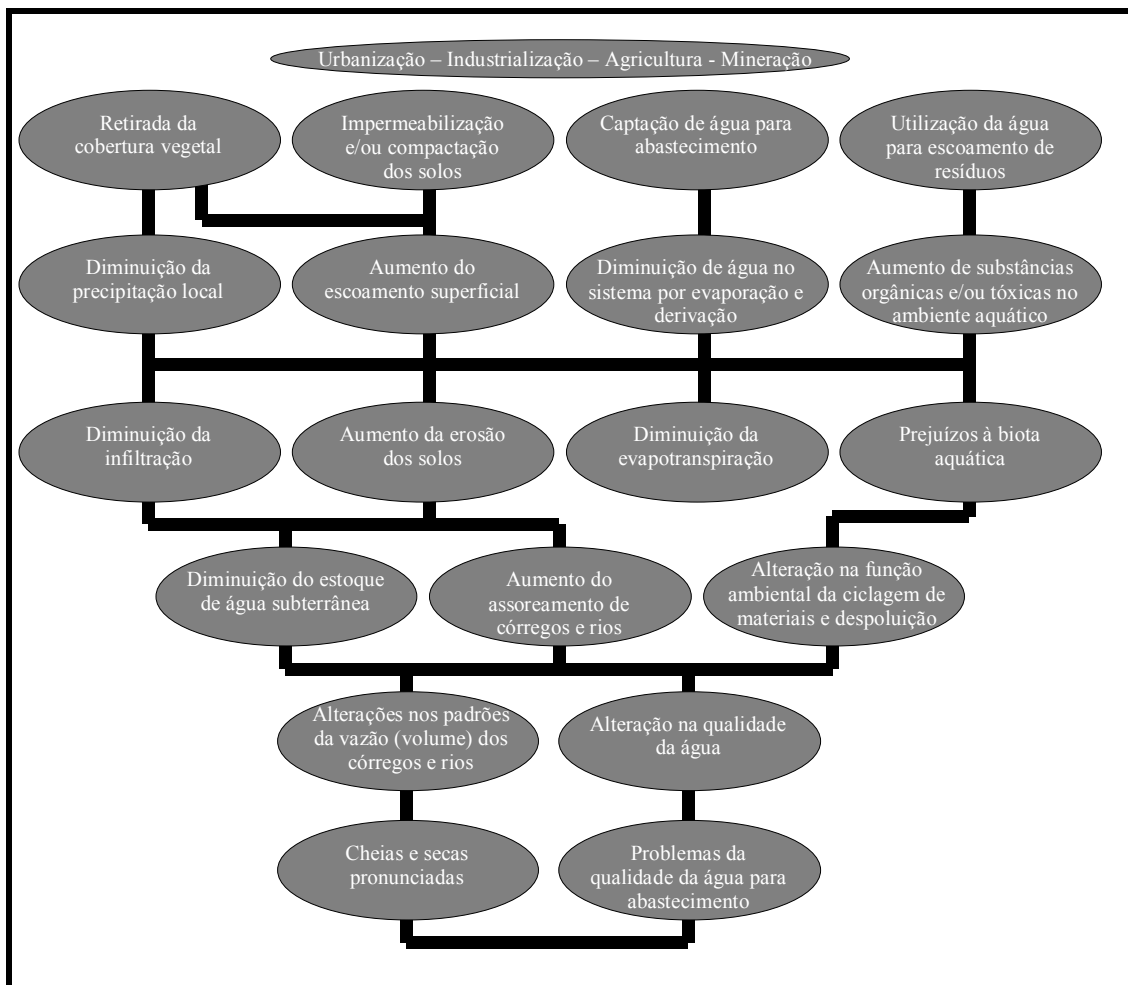 Urbanização – Industrialização – Agricultura - Mineração
Retirada da
cobertura vegetal
Impermeabilização
e/ou compactação
dos solos
Captação de água para
abastecimento
Utilização da água
para escoamento de
resíduos
Diminuição da
precipitação local
Aumento do
escoamento superficial
Diminuição de água no
sistema por evaporação e
derivação
Aumento de substâncias
orgânicas e/ou tóxicas no
ambiente aquático
Diminuição da
infiltração
Aumento da erosão
dos solos
Diminuição da
evapotranspiração
Prejuízos à biota
aquática
Diminuição do estoque
de água subterrânea
Aumento do
assoreamento de
córregos e rios
Alteração na função
ambiental da ciclagem de
materiais e despoluição
Alterações nos padrões
da vazão (volume) dos
córregos e rios
Alteração na qualidade
da água
Cheias e secas
pronunciadas
Problemas da
qualidade da água para
abastecimento